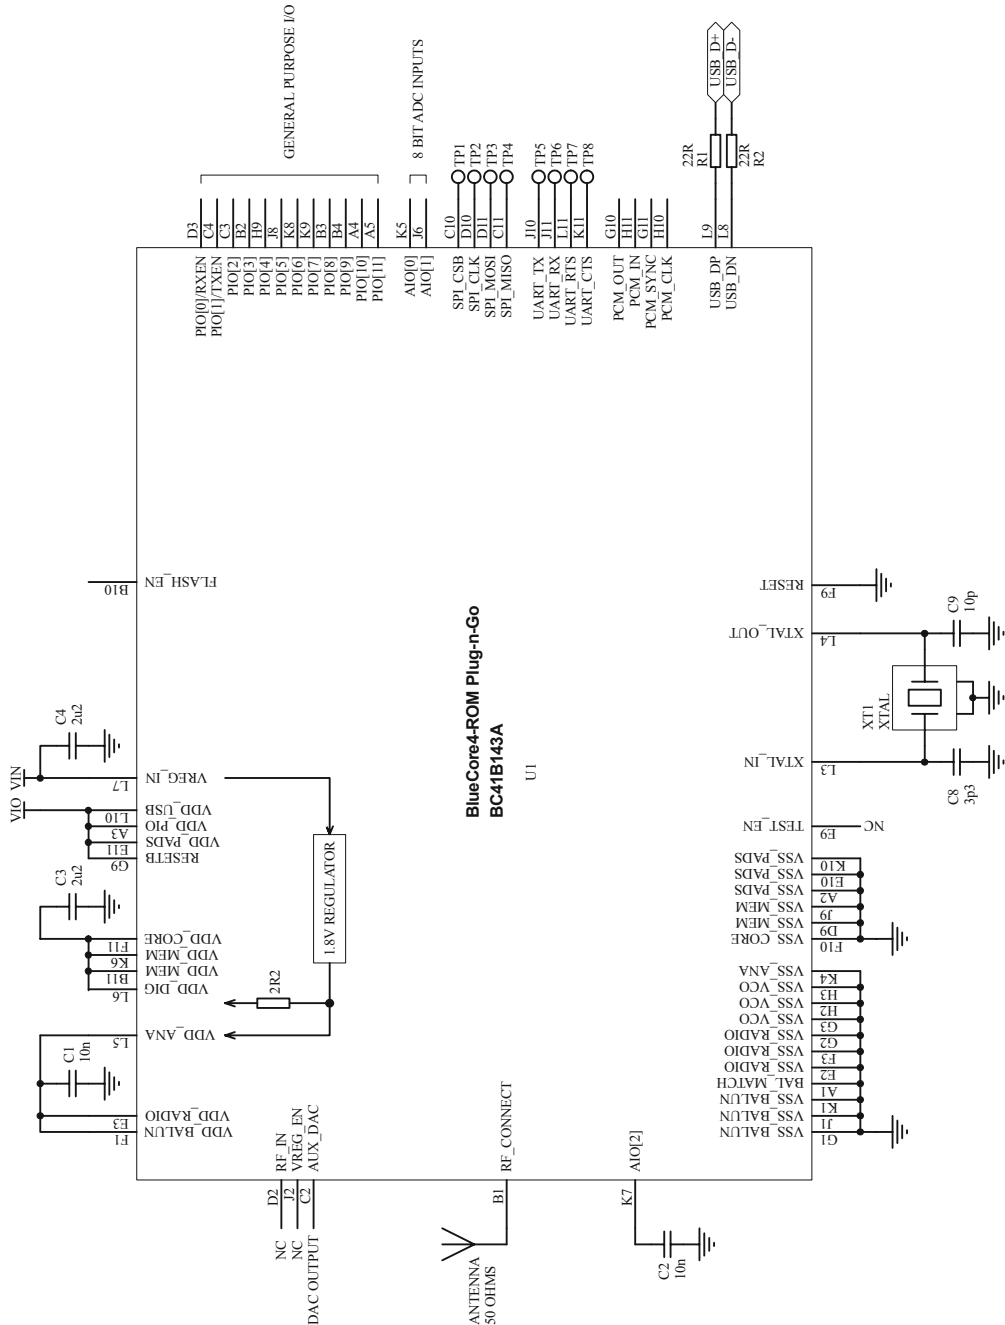 GENERAL PURPOSE I/O
8 BIT ADC INPUTS
D3
PIO[0]/RXEN
C4
PIO[1]/TXEN
C3
PIO[2]
B2
PIO[3]
H9
PIO[4]
J8
PIO[5]
K8
PIO[6]
K9
PIO[7]
B3
PIO[8]
B4
PIO[9]
A4
PIO[10]
A5
PIO[11]
K5
AIO[0]
J6
AIO[1]
TP1
C10
SPI_CSB
TP2
D10
SPI_CLK
TP3
D11
SPI_MOSI
TP4
C11
SPI_MISO
TP5
J10
UART_TX
TP6
J11
UART_RX
TP7
L11
UART_RTS
TP8
K11
UART_CTS
G10
PCM_OUT
H11
PCM_IN
G11
PCM_SYNC
H10
PCM_CLK
USB_D+
22R
R1
L9
USB_DP
USB_D-
22R
R2
L8
USB_DN
B10
FLASH_EN
C4
2u2
VIN
L7
VREG_IN
VIO
L10
VDD_USB
A3
VDD_PIO
E11
VDD_PADS
G9
RESETB
C3
2u2
F11
VDD_CORE
K6
VDD_MEM
B11
VDD_MEM
L6
VDD_DIG
L5
VDD_ANA
C1
10n
E3
VDD_RADIO
F1
VDD_BALUN
1.8V REGULATOR
2R2
BlueCore4-ROM Plug-n-Go
BC41B143A
U1
RESET
F9
XTAL_OUT
L4
C9
10p
XT1
XTAL
XTAL_IN
L3
C8
3p3
TEST_EN
E9
NC
VSS_PADS
K10
VSS_PADS
E10
VSS_PADS
A2
VSS_MEM
J9
VSS_MEM
D9
VSS_CORE
F10
VSS_ANA
K4
VSS_VCO
H3
VSS_VCO
H2
VSS_VCO
G3
VSS_RADIO
G2
VSS_RADIO
F3
VSS_RADIO
E2
BAL_MATCH
A1
VSS_BALUN
K1
VSS_BALUN
J1
VSS_BALUN
G1
RF_IN
D2
NC
VREG_EN
J2
NC
AUX_DAC
C2
DAC OUTPUT
RF_CONNECT
B1
ANTENNA
50 OHMS
AIO[2]
K7
C2
10n